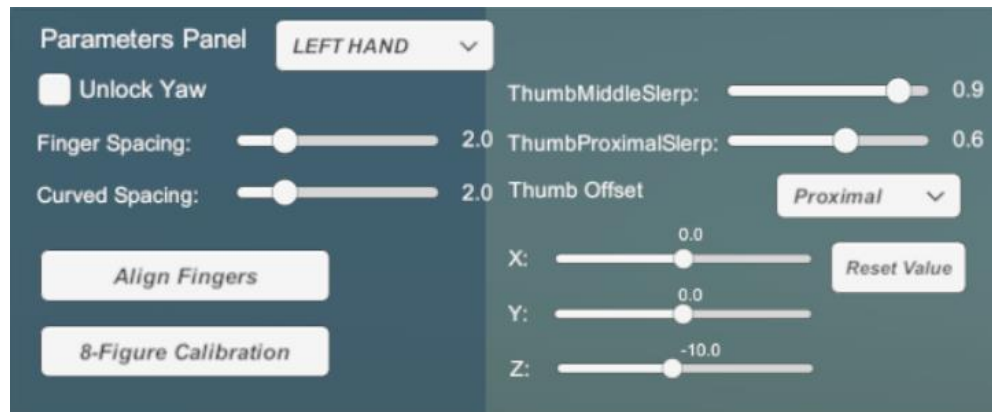 Parameters Panel
LEFT HAND
Unlock Yaw
Finger Spacing: 2.0
Curved Spacing: 2.0
Align Fingers
8-Figure Calibration
ThumbMiddleSlerp: 0.9
ThumbProximalSlerp: 0.6
Thumb Offset
Proximal
X: 0.0
Reset Value
Y: 0.0
Z: -10.0